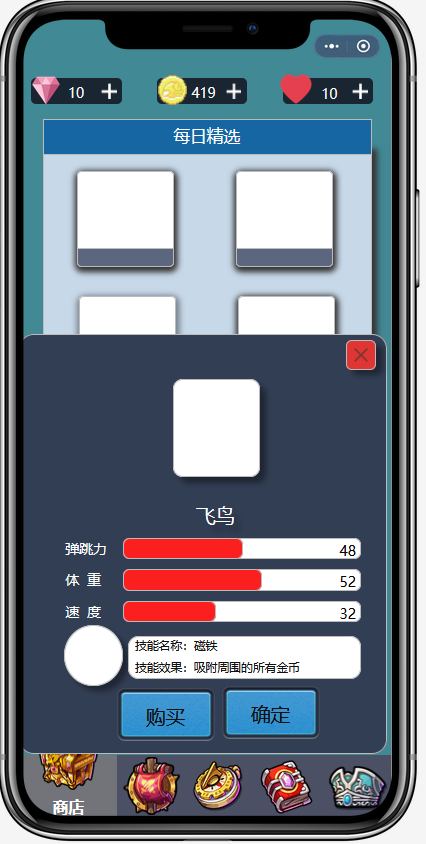 10 419 10
每日精选
飞鸟
弹跳力 48
体 重 52
速 度 32
技能名称：磁铁
技能效果：吸附周围的所有金币
购买 确定
商店